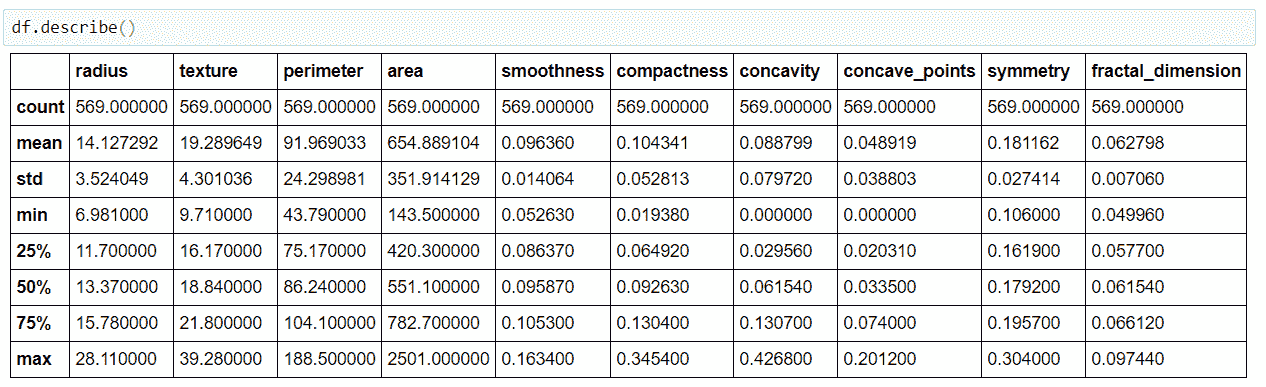 df.describe()
radius texture perimeter area smoothness compactness concavity concave_points symmetry fractal_dimension
count 569.000000 569.000000 569.000000 569.000000 569.000000 569.000000 569.000000 569.000000 569.000000 569.000000
mean 14.127292 19.289649 91.969033 654.889104 0.096360 0.104341 0.088799 0.048919 0.181162 0.062798
std 3.524049 4.301036 24.298981 351.914129 0.014064 0.052813 0.079720 0.038803 0.027414 0.007060
min 6.981000 9.710000 43.790000 143.500000 0.052630 0.019380 0.000000 0.000000 0.106000 0.049960
25% 11.700000 16.170000 75.170000 420.300000 0.086370 0.064920 0.029560 0.020310 0.161900 0.057700
50% 13.370000 18.840000 86.240000 551.100000 0.095870 0.092630 0.061540 0.033500 0.179200 0.061540
75% 15.780000 21.800000 104.100000 782.700000 0.105300 0.130400 0.130700 0.074000 0.195700 0.066120
max 28.110000 39.280000 188.500000 2501.000000 0.163400 0.345400 0.426800 0.201200 0.304000 0.097440